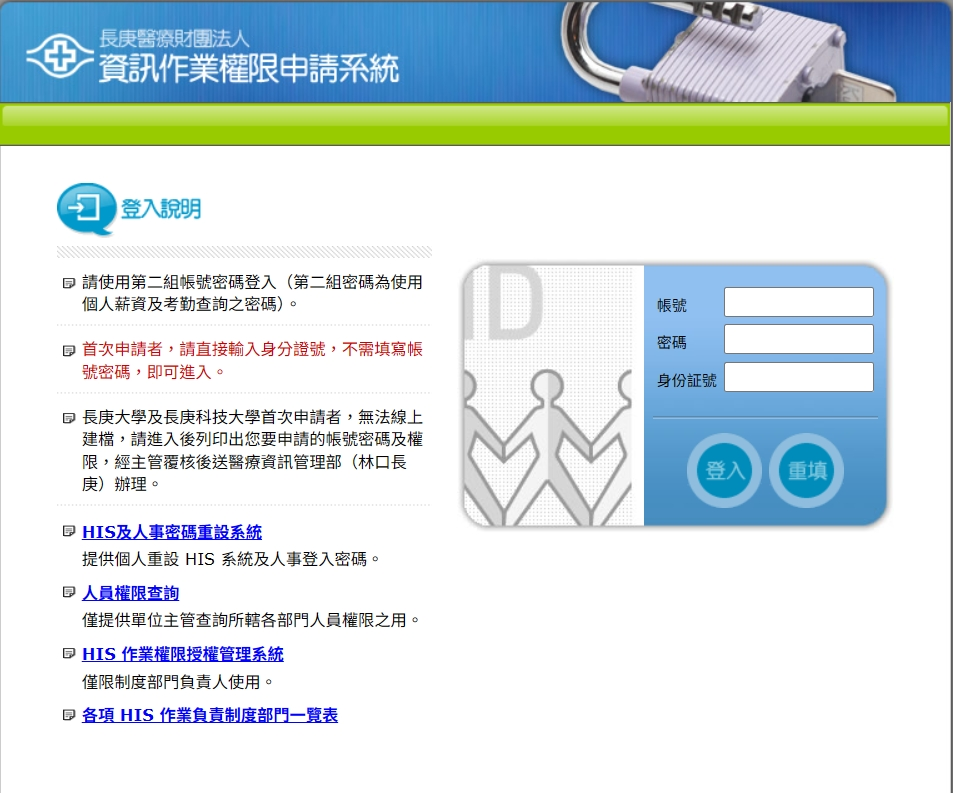 長庚醫療財團法人
資訊作業權限申請系統
登入說明
請使用第二組帳號密碼登入（第二組密碼為使用
個人薪資及考勤查詢之密碼）。
首次申請者，請直接輸入身分證號，不需填寫帳
號密碼，即可進入。
長庚大學及長庚科技大學首次申請者，無法線上
建檔，請進入後列印出您要申請的帳號密碼及權
限，經主管覆核後送醫療資訊管理部（林口長
庚）辦理。
HIS及人事密碼重設系統
提供個人重設 HIS 系統及人事登入密碼。
人員權限查詢
僅提供單位主管查詢所轄各部門人員權限之用。
HIS 作業權限授權管理系統
僅限制度部門負責人使用。
各項 HIS 作業負責制度部門一覽表
ID
帳號
密碼
身份証號
登入
重填